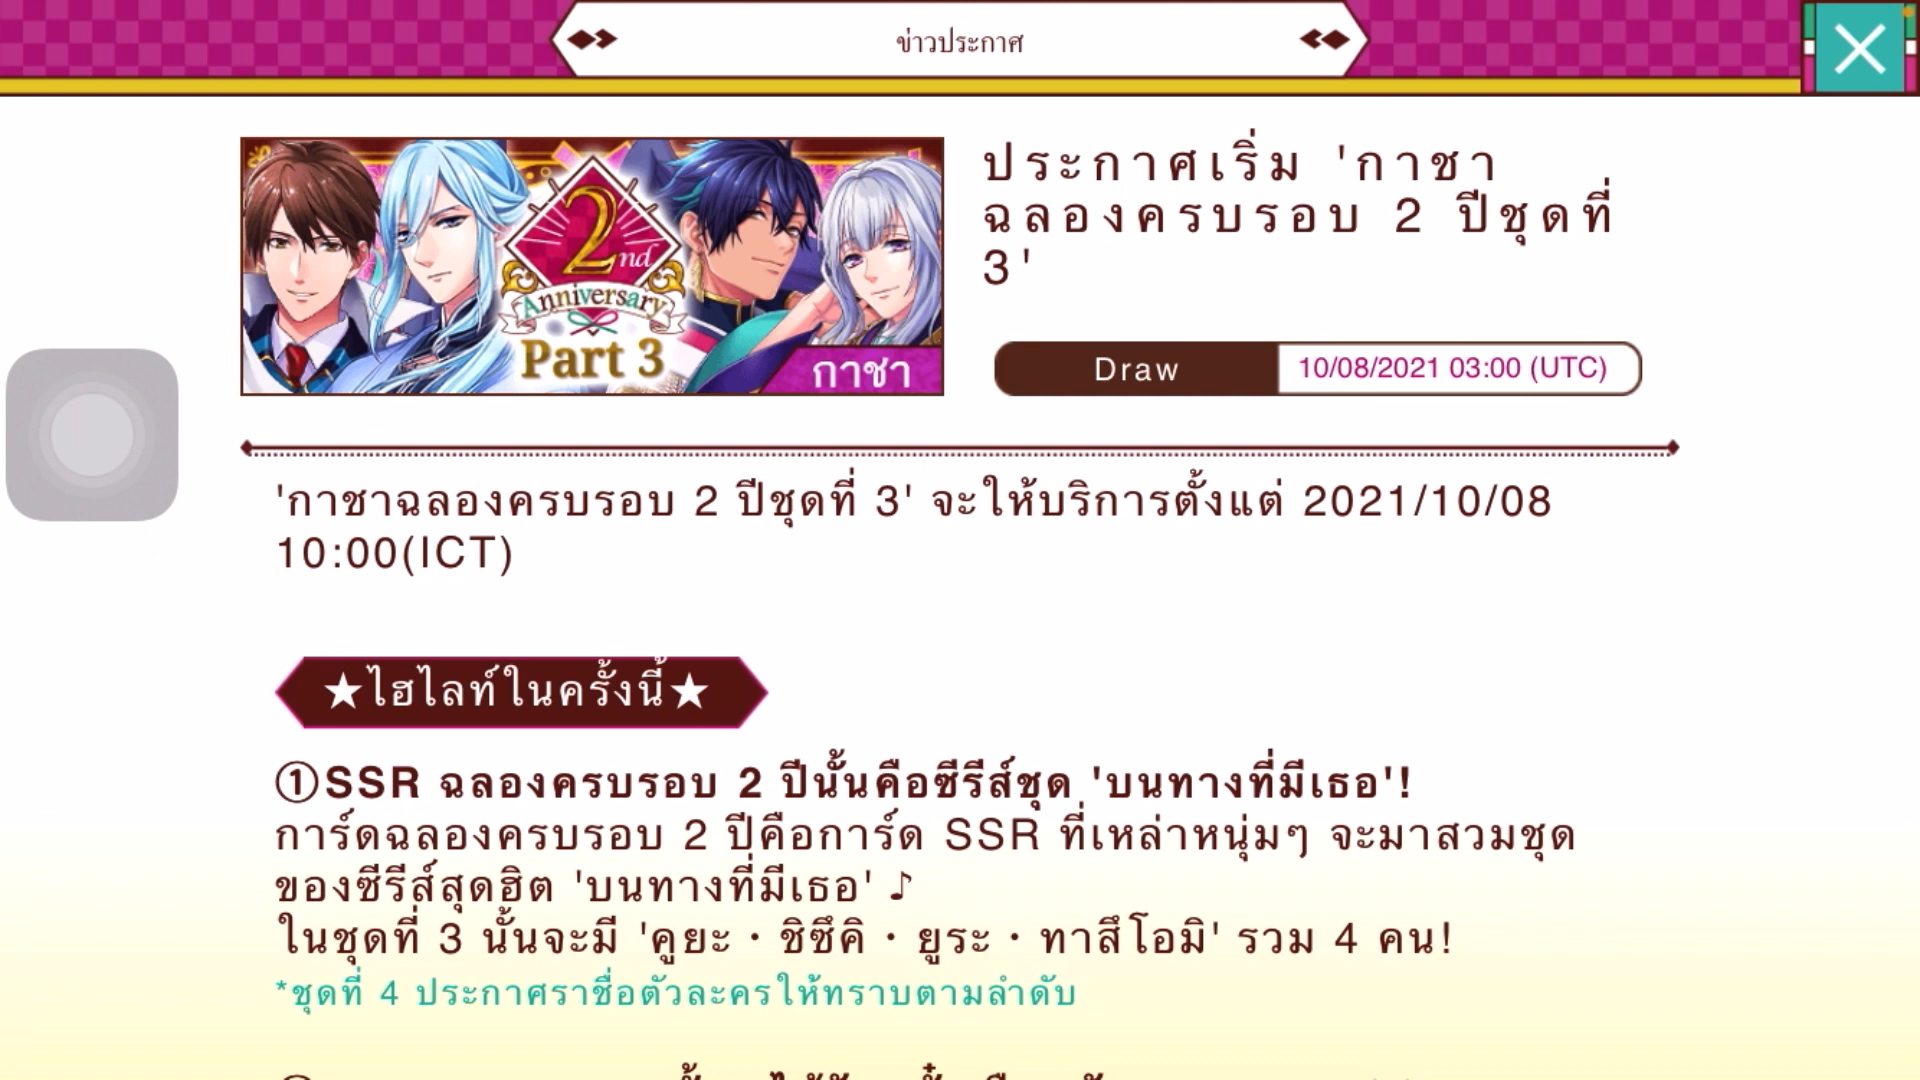 ข่าวประกาศ
2nd
Anniversary
Part 3
กาชา
ประกาศเริ่ม 'กาชา
ฉลองครบรอบ 2 ปีชุดที่
3'
Draw 10/08/2021 03:00 (UTC)
'กาชาฉลองครบรอบ 2 ปีชุดที่ 3' จะให้บริการตั้งแต่ 2021/10/08
10:00(ICT)
★ไฮไลท์ในครั้งนี้★
①SSR ฉลองครบรอบ 2 ปีนั้นคือซีรีส์ชุด 'บนทางที่มีเธอ'!
การ์ดฉลองครบรอบ 2 ปีคือการ์ด SSR ที่เหล่าหนุ่มๆ จะมาสวมชุด
ของซีรีส์สุดฮิต 'บนทางที่มีเธอ' ♪
ในชุดที่ 3 นั้นจะมี 'คูยะ・ชิซึคิ・ยูระ・ทาสึโอมิ' รวม 4 คน!
*ชุดที่ 4 ประกาศราชื่อตัวละครให้ทราบตามลำดับ